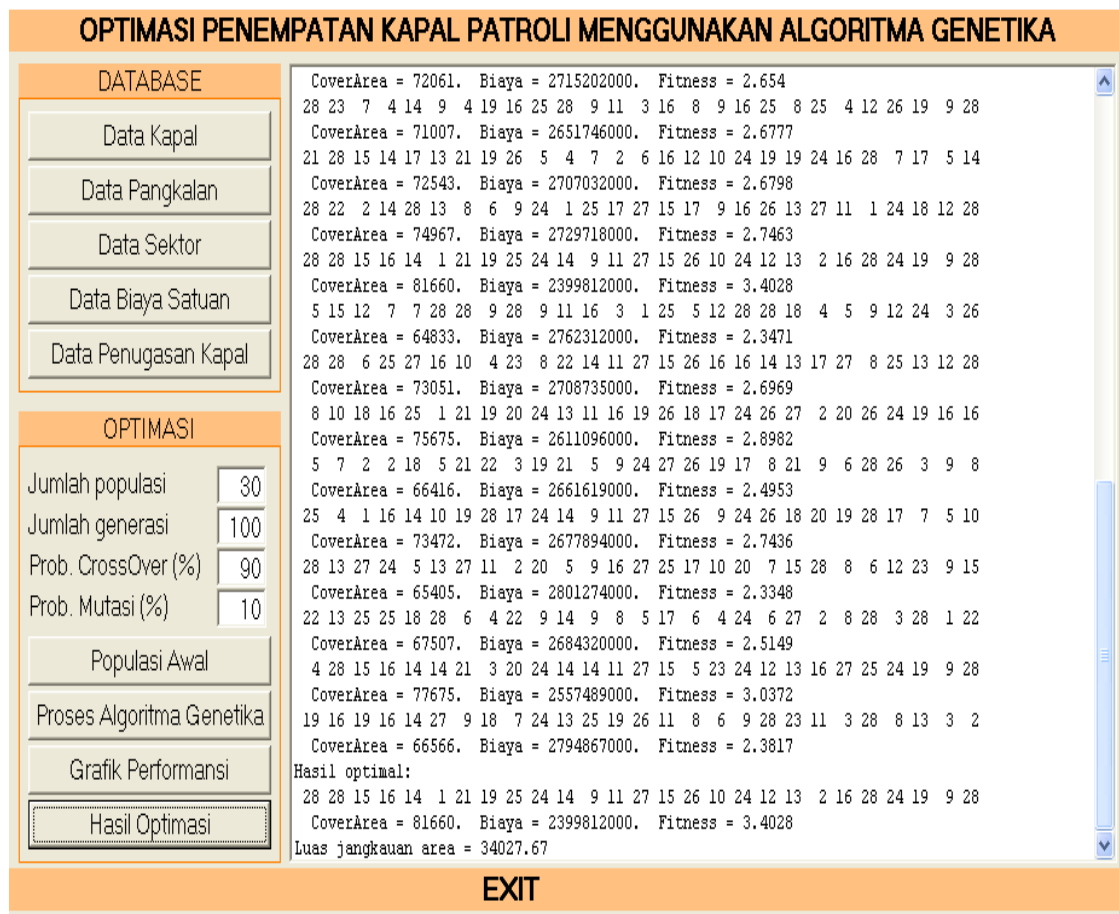 OPTIMASI PENEMPATAN KAPAL PATROLI MENGGUNAKAN ALGORITMA GENETIKA
DATABASE
Data Kapal
Data Pangkalan
Data Sektor
Data Biaya Satuan
Data Penugasan Kapal
OPTIMASI
Jumlah populasi 30
Jumlah generasi 100
Prob. CrossOver (%) 90
Prob. Mutasi (%) 10
Populasi Awal
Proses Algoritma Genetika
Grafik Performansi
Hasil Optimasi
CoverArea = 72061. Biaya = 2715202000. Fitness = 2.654
28 23 7 4 14 9 4 19 16 25 28 9 11 3 16 8 9 16 25 8 25 4 12 26 19 9 28
CoverArea = 71007. Biaya = 2651746000. Fitness = 2.6777
21 28 15 14 17 13 21 19 26 5 4 7 2 6 16 12 10 24 19 19 24 16 28 7 17 5 14
CoverArea = 72543. Biaya = 2707032000. Fitness = 2.6798
28 22 2 14 28 13 8 6 9 24 1 25 17 27 15 17 9 16 26 13 27 11 1 24 18 12 28
CoverArea = 74967. Biaya = 2729718000. Fitness = 2.7463
28 28 15 16 14 1 21 19 25 24 14 9 11 27 15 26 10 24 12 13 2 16 28 24 19 9 28
CoverArea = 81660. Biaya = 2399812000. Fitness = 3.4028
5 15 12 7 7 28 28 9 28 9 11 16 3 1 25 5 12 28 28 18 4 5 9 12 24 3 26
CoverArea = 64833. Biaya = 2762312000. Fitness = 2.3471
28 28 6 25 27 16 10 4 23 8 22 14 11 27 15 26 16 16 14 13 17 27 8 25 13 12 28
CoverArea = 73051. Biaya = 2708735000. Fitness = 2.6969
8 10 18 16 25 1 21 19 20 24 13 11 16 19 26 18 17 24 26 27 2 20 26 24 19 16 16
CoverArea = 75675. Biaya = 2611096000. Fitness = 2.8982
5 7 2 2 18 5 21 22 3 19 21 5 9 24 27 26 19 17 8 21 9 6 28 26 3 9 8
CoverArea = 66416. Biaya = 2661619000. Fitness = 2.4953
25 4 1 16 14 10 19 28 17 24 14 9 11 27 15 26 9 24 26 18 20 19 28 17 7 5 10
CoverArea = 73472. Biaya = 2677894000. Fitness = 2.7436
28 13 27 24 5 13 27 11 2 20 5 9 16 27 25 17 10 20 7 15 28 8 6 12 23 9 15
CoverArea = 65405. Biaya = 2801274000. Fitness = 2.3348
22 13 25 25 18 28 6 4 22 9 14 9 8 5 17 6 4 24 6 27 2 8 28 3 28 1 22
CoverArea = 67507. Biaya = 2684320000. Fitness = 2.5149
4 28 15 16 14 14 21 3 20 24 14 14 11 27 15 5 23 24 12 13 16 27 25 24 19 9 28
CoverArea = 77675. Biaya = 2557489000. Fitness = 3.0372
19 16 19 16 14 27 9 18 7 24 13 25 19 26 11 8 6 9 28 23 11 3 28 8 13 3 2
CoverArea = 66566. Biaya = 2794867000. Fitness = 2.3817
Hasil optimal:
28 28 15 16 14 1 21 19 25 24 14 9 11 27 15 26 10 24 12 13 2 16 28 24 19 9 28
CoverArea = 81660. Biaya = 2399812000. Fitness = 3.4028
Luas jangkauan area = 34027.67
EXIT